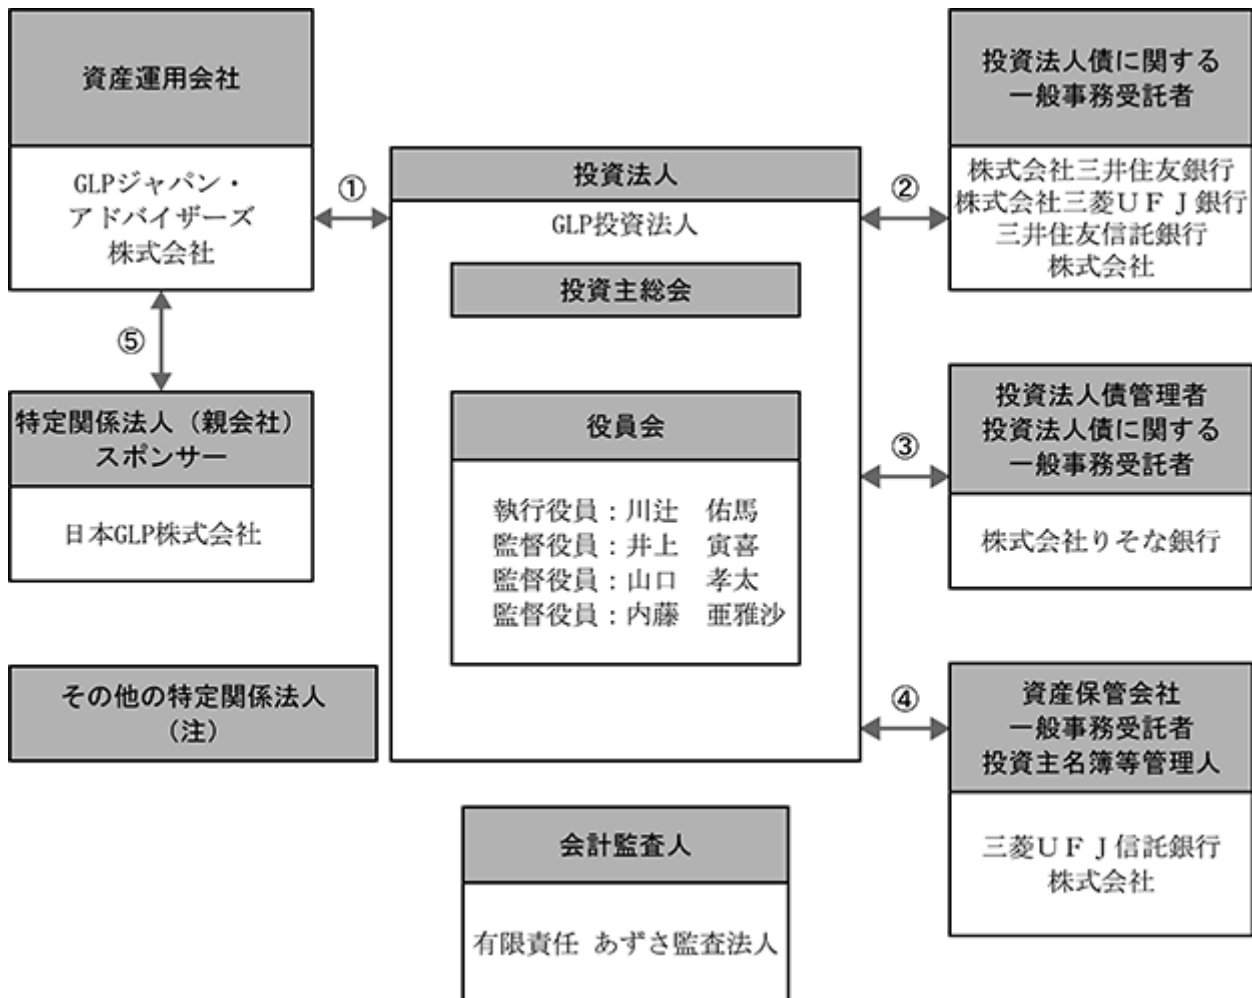 資産運用会社
GLPジャパン・
アドバイザーズ
株式会社
①
⑤
特定関係法人（親会社）
スポンサー
日本GLP株式会社
その他の特定関係法人
（注）
投資法人
GLP投資法人
投資主総会
役員会
執行役員：川辻　佑馬
監督役員：井上　寅喜
監督役員：山口　孝太
監督役員：内藤　亜雅沙
会計監査人
有限責任 あずさ監査法人
②
投資法人債に関する
一般事務受託者
株式会社三井住友銀行
株式会社三菱ＵＦＪ銀行
三井住友信託銀行
株式会社
③
投資法人債管理者
投資法人債に関する
一般事務受託者
株式会社りそな銀行
④
資産保管会社
一般事務受託者
投資主名簿等管理人
三菱ＵＦＪ信託銀行
株式会社